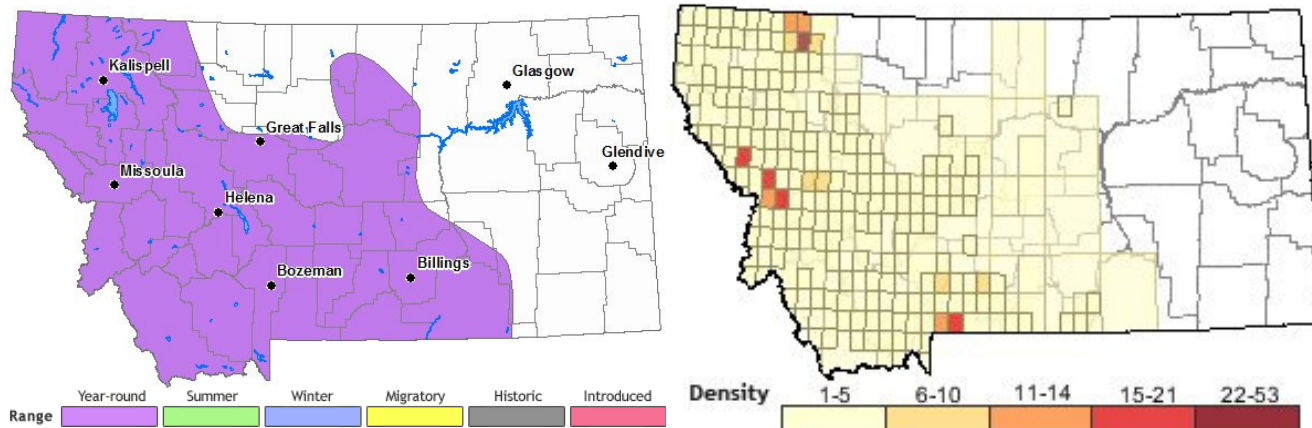 Kalispell
Glasgow
Great Falls
Glendive
Missoula
Helena
Bozeman
Billings
Range Year-round Summer Winter Migratory Historic Introduced
Density 1-5 6-10 11-14 15-21 22-53